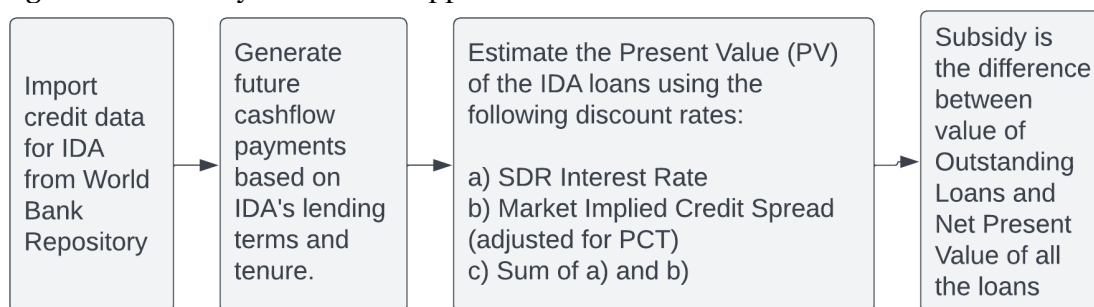 Import
credit data
for IDA
from World
Bank
Repository
Generate
future
cashflow
payments
based on
IDA's lending
terms and
tenure.
Estimate the Present Value (PV)
of the IDA loans using the
following discount rates:
a) SDR Interest Rate
b) Market Implied Credit Spread
(adjusted for PCT)
c) Sum of a) and b)
Subsidy is
the difference
between
value of
Outstanding
Loans and
Net Present
Value of all
the loans